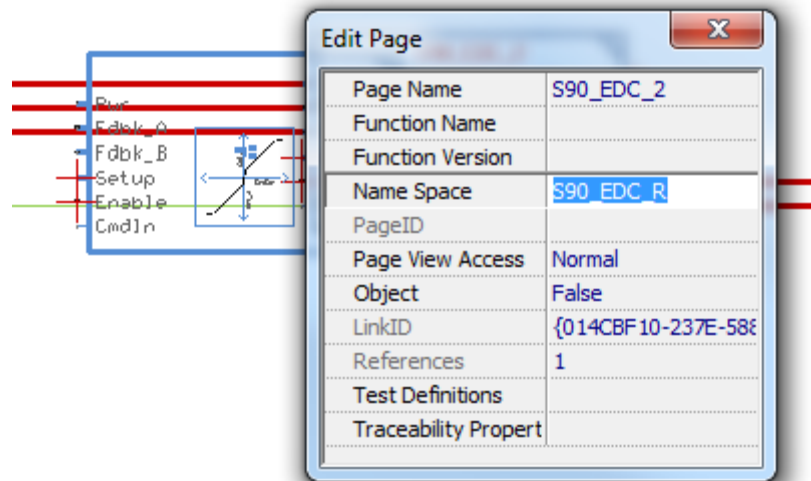 Edit Page
Page Name S90_EDC_2
Function Name
Function Version
Name Space S90_EDC_R
PageID
Page View Access Normal
Object False
LinkID {014CBF10-237E-588
References 1
Test Definitions
Traceability Propert
Pwr
Fdbk_A
Fdbk_B
Setup
Enable
CmdIn